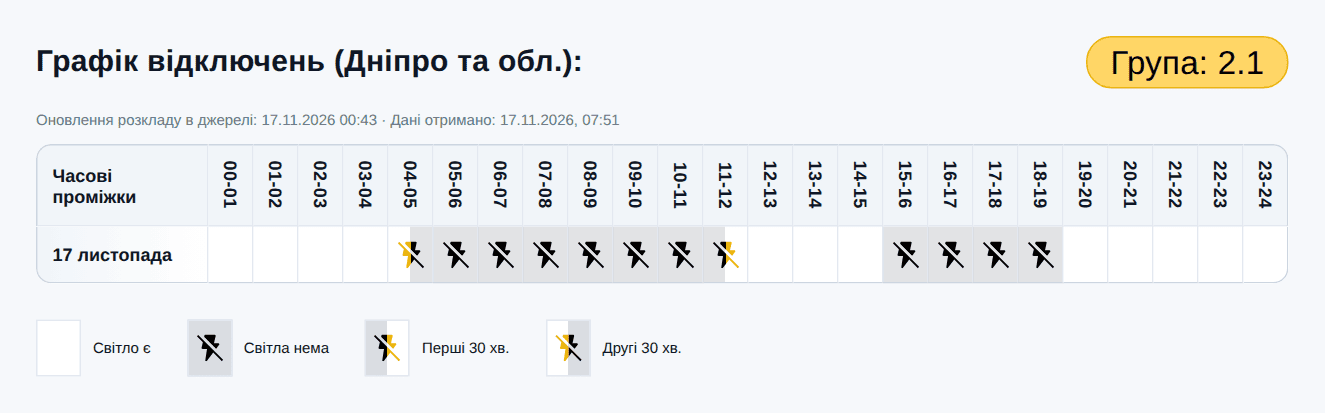 Графік відключень (Дніпро та обл.):
Група: 2.1
Оновлення розкладу в джерелі: 17.11.2026 00:43 · Дані отримано: 17.11.2026, 07:51
Часові
проміжки
00-01
01-02
02-03
03-04
04-05
05-06
06-07
07-08
08-09
09-10
10-11
11-12
12-13
13-14
14-15
15-16
16-17
17-18
18-19
19-20
20-21
21-22
22-23
23-24
17 листопада
Світло є
Світла нема
Перші 30 хв.
Другі 30 хв.